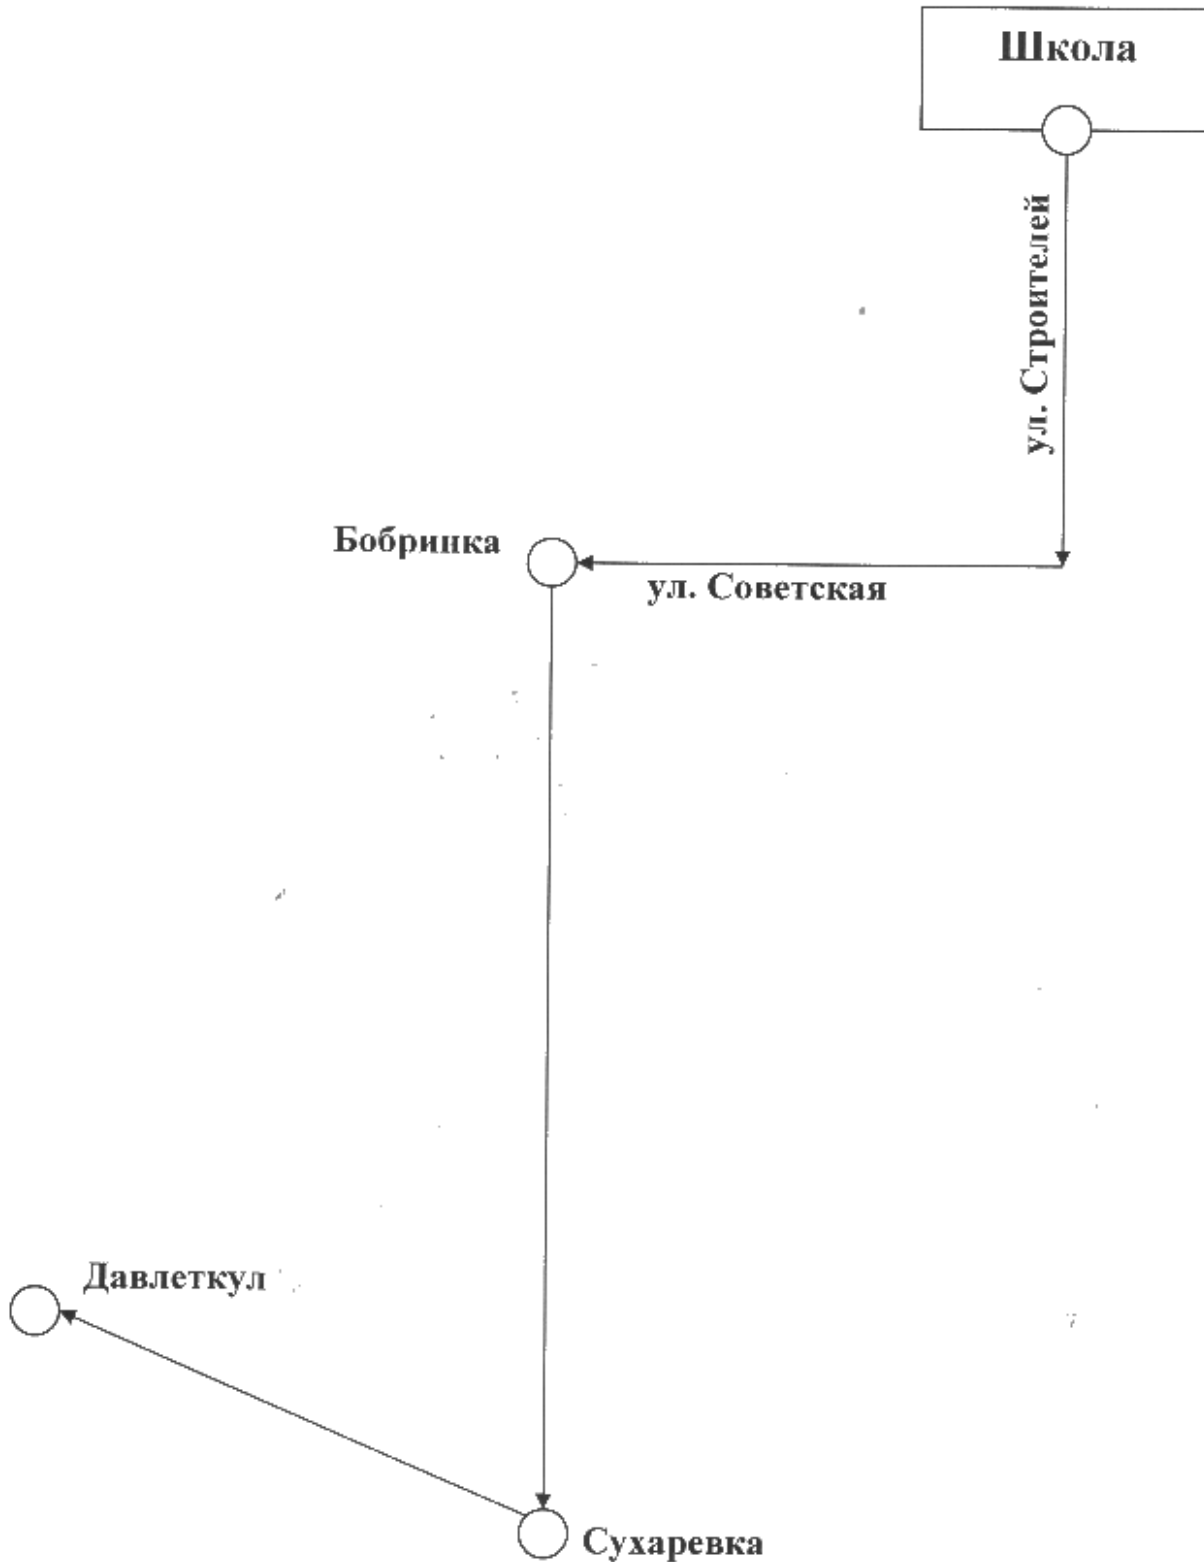 Школа
ул. Строителей
Бобринка
ул. Советская
Давлеткул
Сухаревка